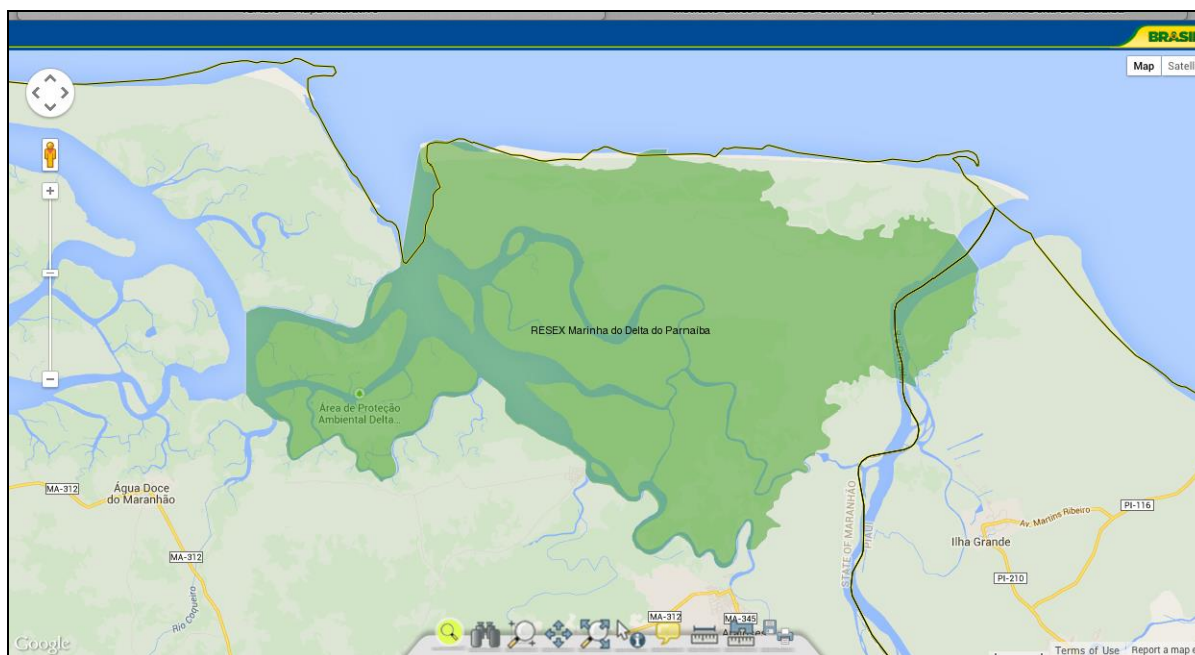 BRASIL
Map
Satell
RESEX Marinha do Delta do Parnaíba
Área de Proteção
Ambiental Delta...
MA-312
Água Doce
do Maranhão
MA-312
Rio Coqueiro
STATE OF MARANHÃO
PIAUÍ
PI-116
Av. Martins Ribeiro
Ilha Grande
PI-210
MA-312
MA-345
Google
Terms of Use
Report a map e